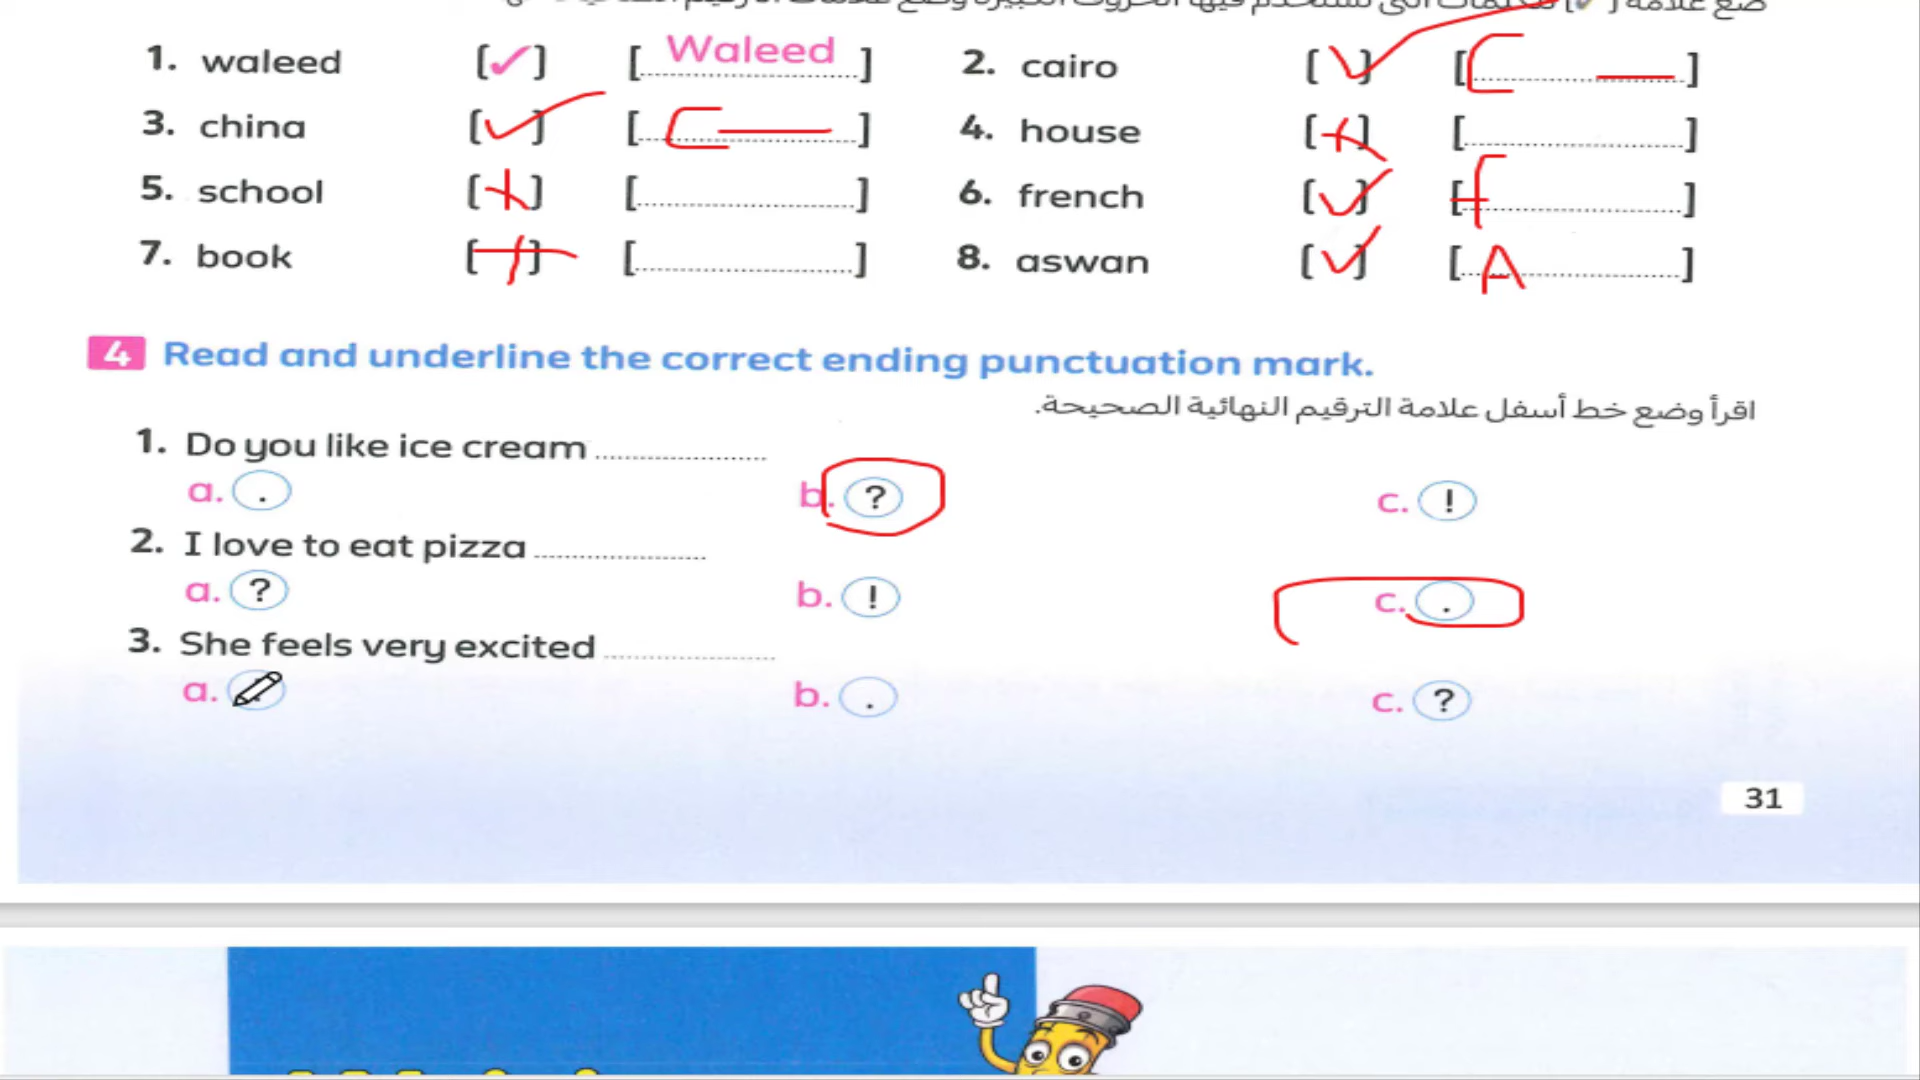 1. waleed [✓] [Waleed] 2. cairo [✓] [C]
3. china [✓] [C] 4. house [x] [ ]
5. school [x] [ ] 6. french [✓] [F]
7. book [x] [ ] 8. aswan [✓] [A]
4 Read and underline the correct ending punctuation mark.
اقرأ وضع خط أسفل علامة الترقيم النهائية الصحيحة.
1. Do you like ice cream ..................
a. . b. ? c. !
2. I love to eat pizza ..................
a. ? b. ! c. .
3. She feels very excited ..................
a. b. . c. ?
31